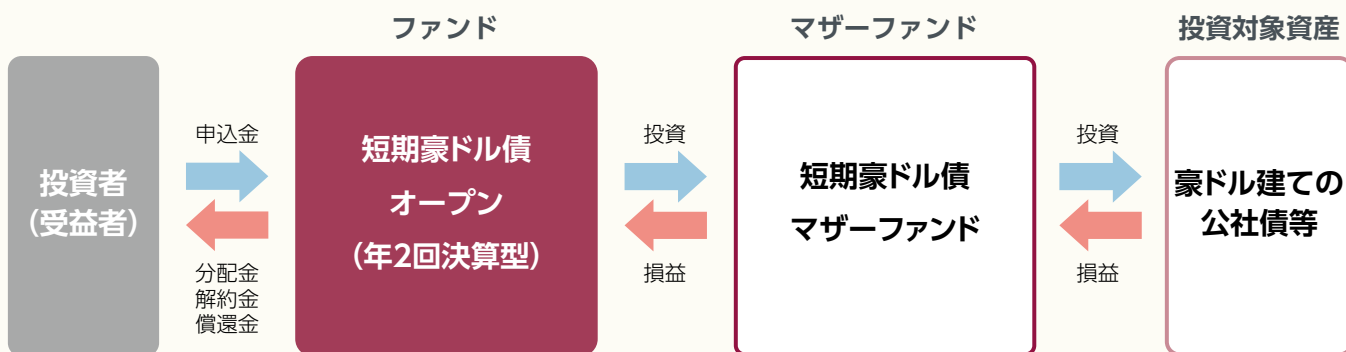 ファンド
マザーファンド
投資対象資産
投資者
(受益者)
申込金
分配金
解約金
償還金
短期豪ドル債
オープン
(年2回決算型)
投資
損益
短期豪ドル債
マザーファンド
投資
損益
豪ドル建ての
公社債等